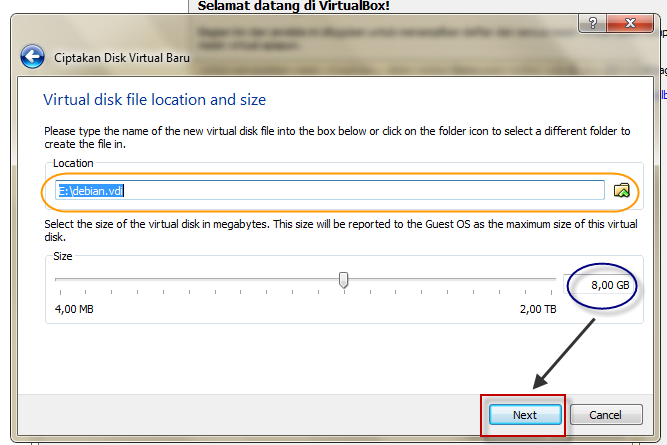 Selamat datang di VirtualBox!
?
Ciptakan Disk Virtual Baru
Virtual disk file location and size
Please type the name of the new virtual disk file into the box below or click on the folder icon to select a different folder to
create the file in.
Location
E:\debian.vdi
Select the size of the virtual disk in megabytes. This size will be reported to the Guest OS as the maximum size of this virtual
disk.
Size
8,00 GB
4,00 MB 2,00 TB
Next Cancel